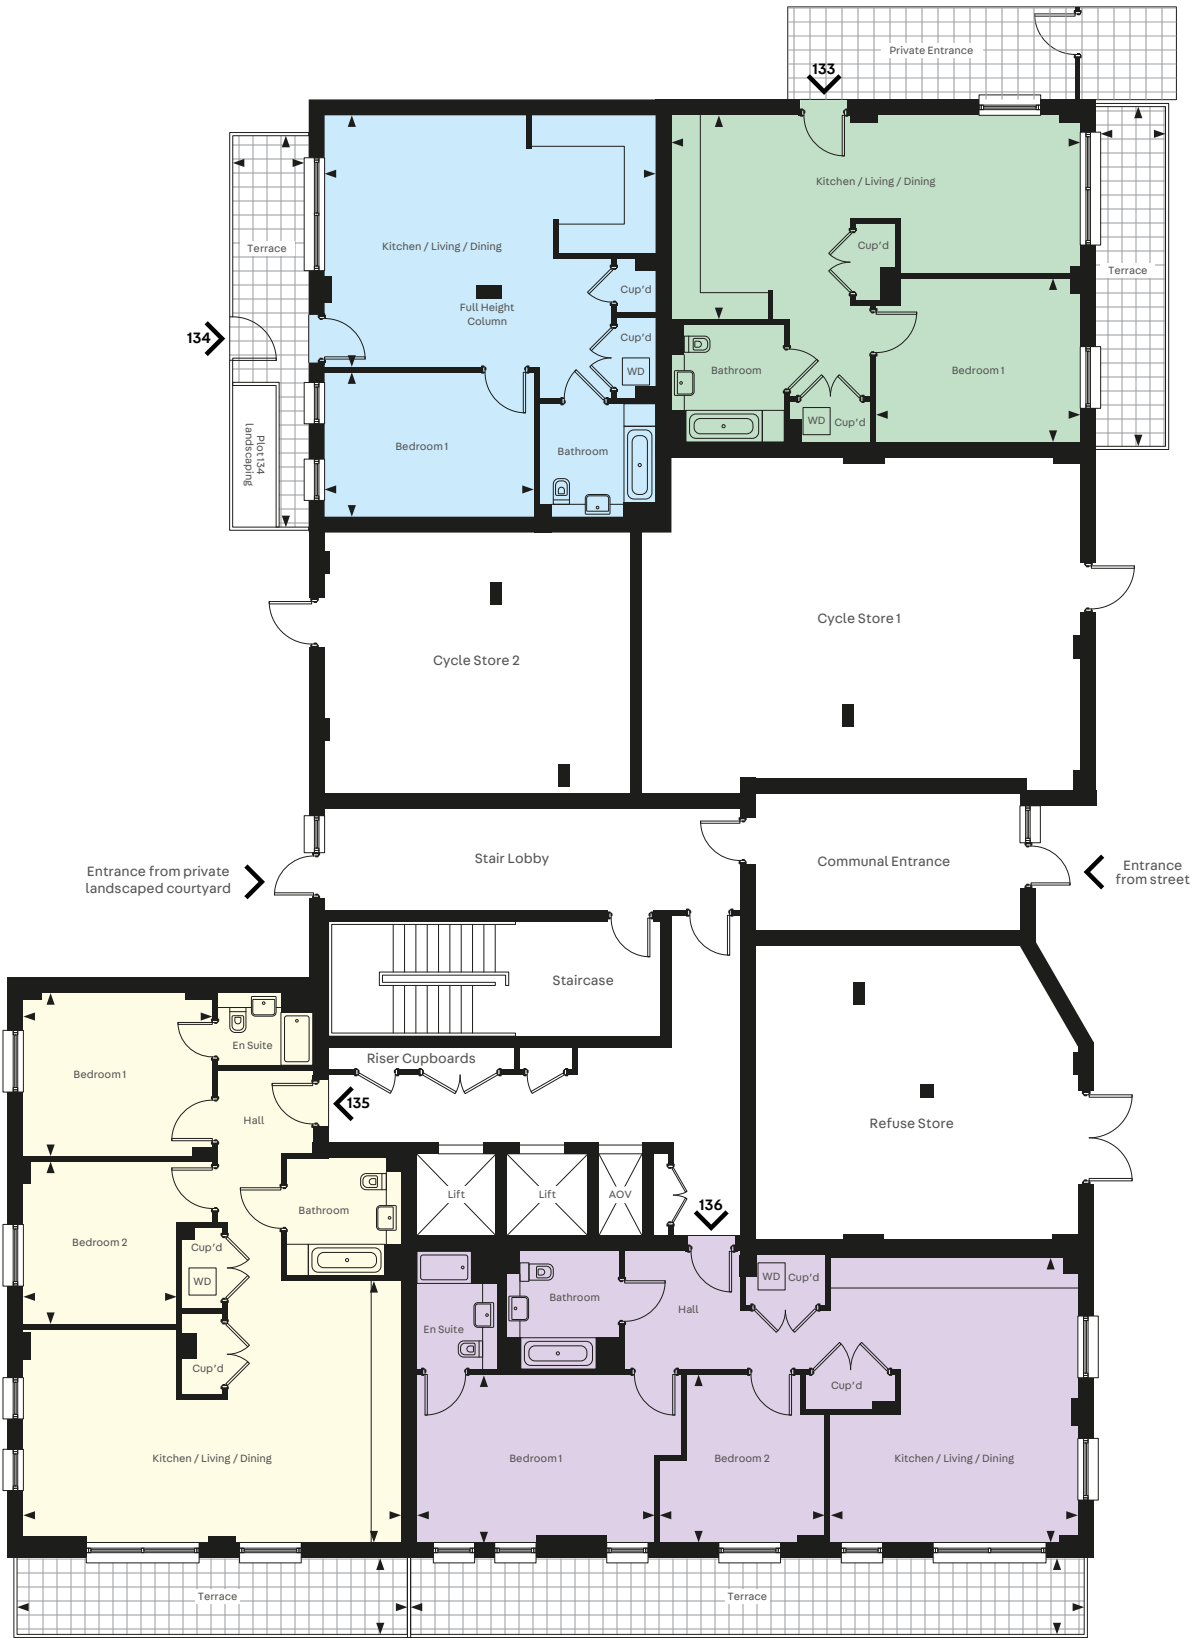 Private Entrance
133
Kitchen / Living / Dining
Cup'd
Terrace
Bedroom 1
Bathroom
WD
Cup'd
Kitchen / Living / Dining
Terrace
Full Height
Column
Cup'd
Cup'd
WD
134
Plot 134
landscaping
Bedroom 1
Bathroom
Cycle Store 1
Cycle Store 2
Stair Lobby
Communal Entrance
Entrance from private
landscaped courtyard
Entrance
from street
Staircase
Riser Cupboards
135
Refuse Store
Lift
Lift
AOV
136
En Suite
Bedroom 1
Hall
Bathroom
Bedroom 2
Cup'd
WD
Cup'd
Kitchen / Living / Dining
Terrace
En Suite
Bathroom
Hall
WD
Cup'd
Cup'd
Bedroom 1
Bedroom 2
Kitchen / Living / Dining
Terrace